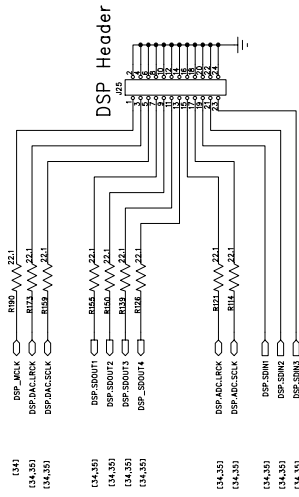 DSP Header
J25
2 4 6 8 10 12 14 16 18 20 22 24
1 3 5 7 9 11 13 15 17 19 21 23
22.1 22.1 22.1 22.1 22.1 22.1 22.1 22.1 22.1
R190 R173 R159 R155 R150 R139 R126 R121 R114
DSP_MCLK
DSP.DAC.LRCK
DSP.DAC.SCLK
DSP.SDOUT1
DSP.SDOUT2
DSP.SDOUT3
DSP_SDOUT4
DSP.ADC.LRCK
DSP.ADC.SCLK
DSP.SDIN1
DSP.SDIN2
DSP.SDIN3
[34]
[34,35]
[34,35]
[34,35]
[34,35]
[34,35]
[34,35]
[34,35]
[34,35]
[34,35]
[34,35]
[34,35]